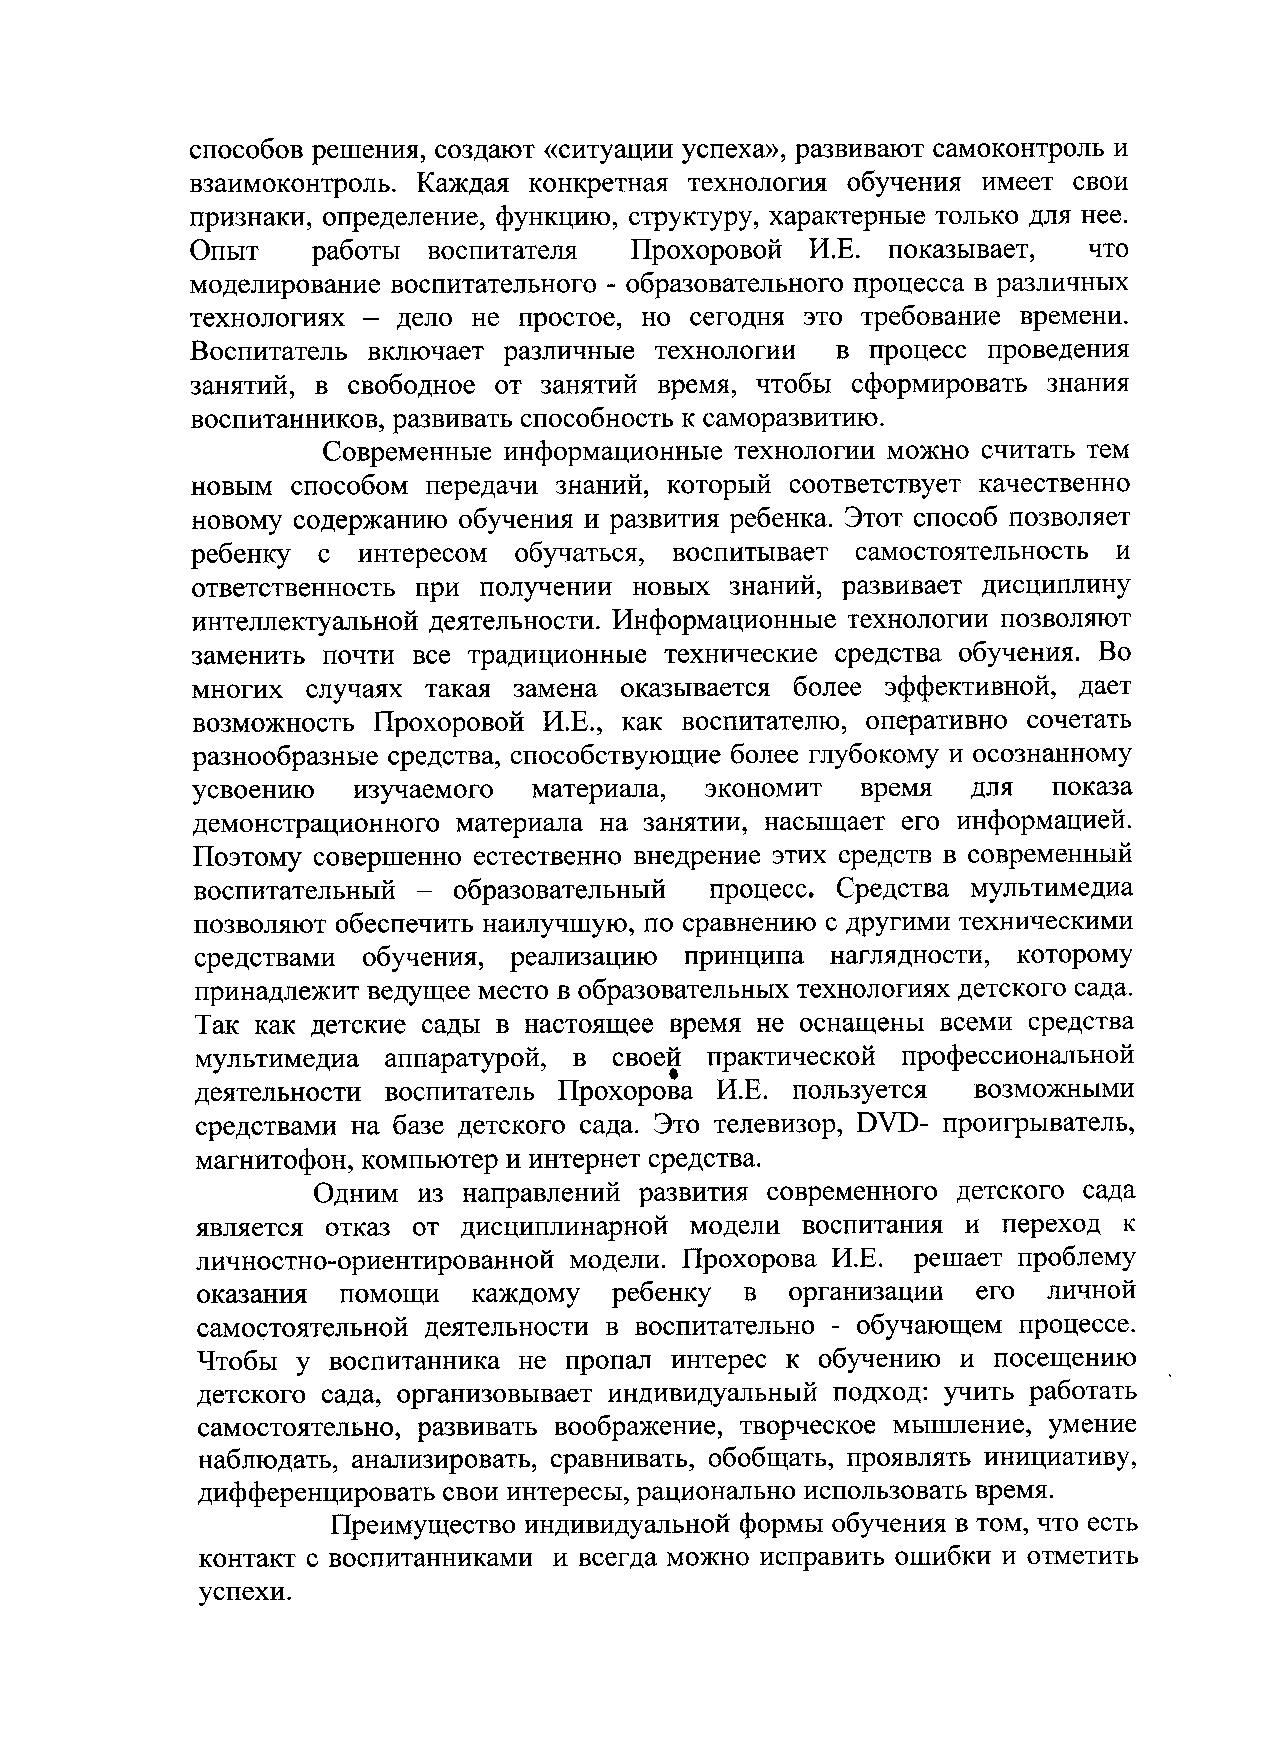 способов решения, создают «ситуации успеха», развивают самоконтроль и
взаимоконтроль. Каждая конкретная технология обучения имеет свои
признаки, определение, функцию, структуру, характерные только для нее.
Опыт работы воспитателя Прохоровой И.Е. показывает, что
моделирование воспитательного - образовательного процесса в различных
технологиях – дело не простое, но сегодня это требование времени.
Воспитатель включает различные технологии в процесс проведения
занятий, в свободное от занятий время, чтобы сформировать знания
воспитанников, развивать способность к саморазвитию.
Современные информационные технологии можно считать тем
новым способом передачи знаний, который соответствует качественно
новому содержанию обучения и развития ребенка. Этот способ позволяет
ребенку с интересом обучаться, воспитывает самостоятельность и
ответственность при получении новых знаний, развивает дисциплину
интеллектуальной деятельности. Информационные технологии позволяют
заменить почти все традиционные технические средства обучения. Во
многих случаях такая замена оказывается более эффективной, дает
возможность Прохоровой И.Е., как воспитателю, оперативно сочетать
разнообразные средства, способствующие более глубокому и осознанному
усвоению изучаемого материала, экономит время для показа
демонстрационного материала на занятии, насыщает его информацией.
Поэтому совершенно естественно внедрение этих средств в современный
воспитательный – образовательный процесс. Средства мультимедиа
позволяют обеспечить наилучшую, по сравнению с другими техническими
средствами обучения, реализацию принципа наглядности, которому
принадлежит ведущее место в образовательных технологиях детского сада.
Так как детские сады в настоящее время не оснащены всеми средства
мультимедиа аппаратурой, в своей практической профессиональной
деятельности воспитатель Прохорова И.Е. пользуется возможными
средствами на базе детского сада. Это телевизор, DVD- проигрыватель,
магнитофон, компьютер и интернет средства.
Одним из направлений развития современного детского сада
является отказ от дисциплинарной модели воспитания и переход к
личностно-ориентированной модели. Прохорова И.Е. решает проблему
оказания помощи каждому ребенку в организации его личной
самостоятельной деятельности в воспитательно - обучающем процессе.
Чтобы у воспитанника не пропал интерес к обучению и посещению
детского сада, организовывает индивидуальный подход: учить работать
самостоятельно, развивать воображение, творческое мышление, умение
наблюдать, анализировать, сравнивать, обобщать, проявлять инициативу,
дифференцировать свои интересы, рационально использовать время.
Преимущество индивидуальной формы обучения в том, что есть
контакт с воспитанниками и всегда можно исправить ошибки и отметить
успехи.